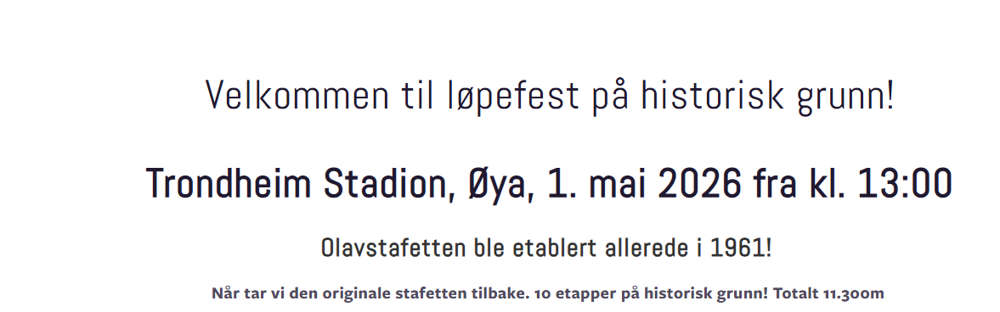 Velkommen til løpefest på historisk grunn!
Trondheim Stadion, Øya, 1. mai 2026 fra kl. 13:00
Olavstafetten ble etablert allerede i 1961!
Når tar vi den originale stafetten tilbake. 10 etapper på historisk grunn! Totalt 11.300m